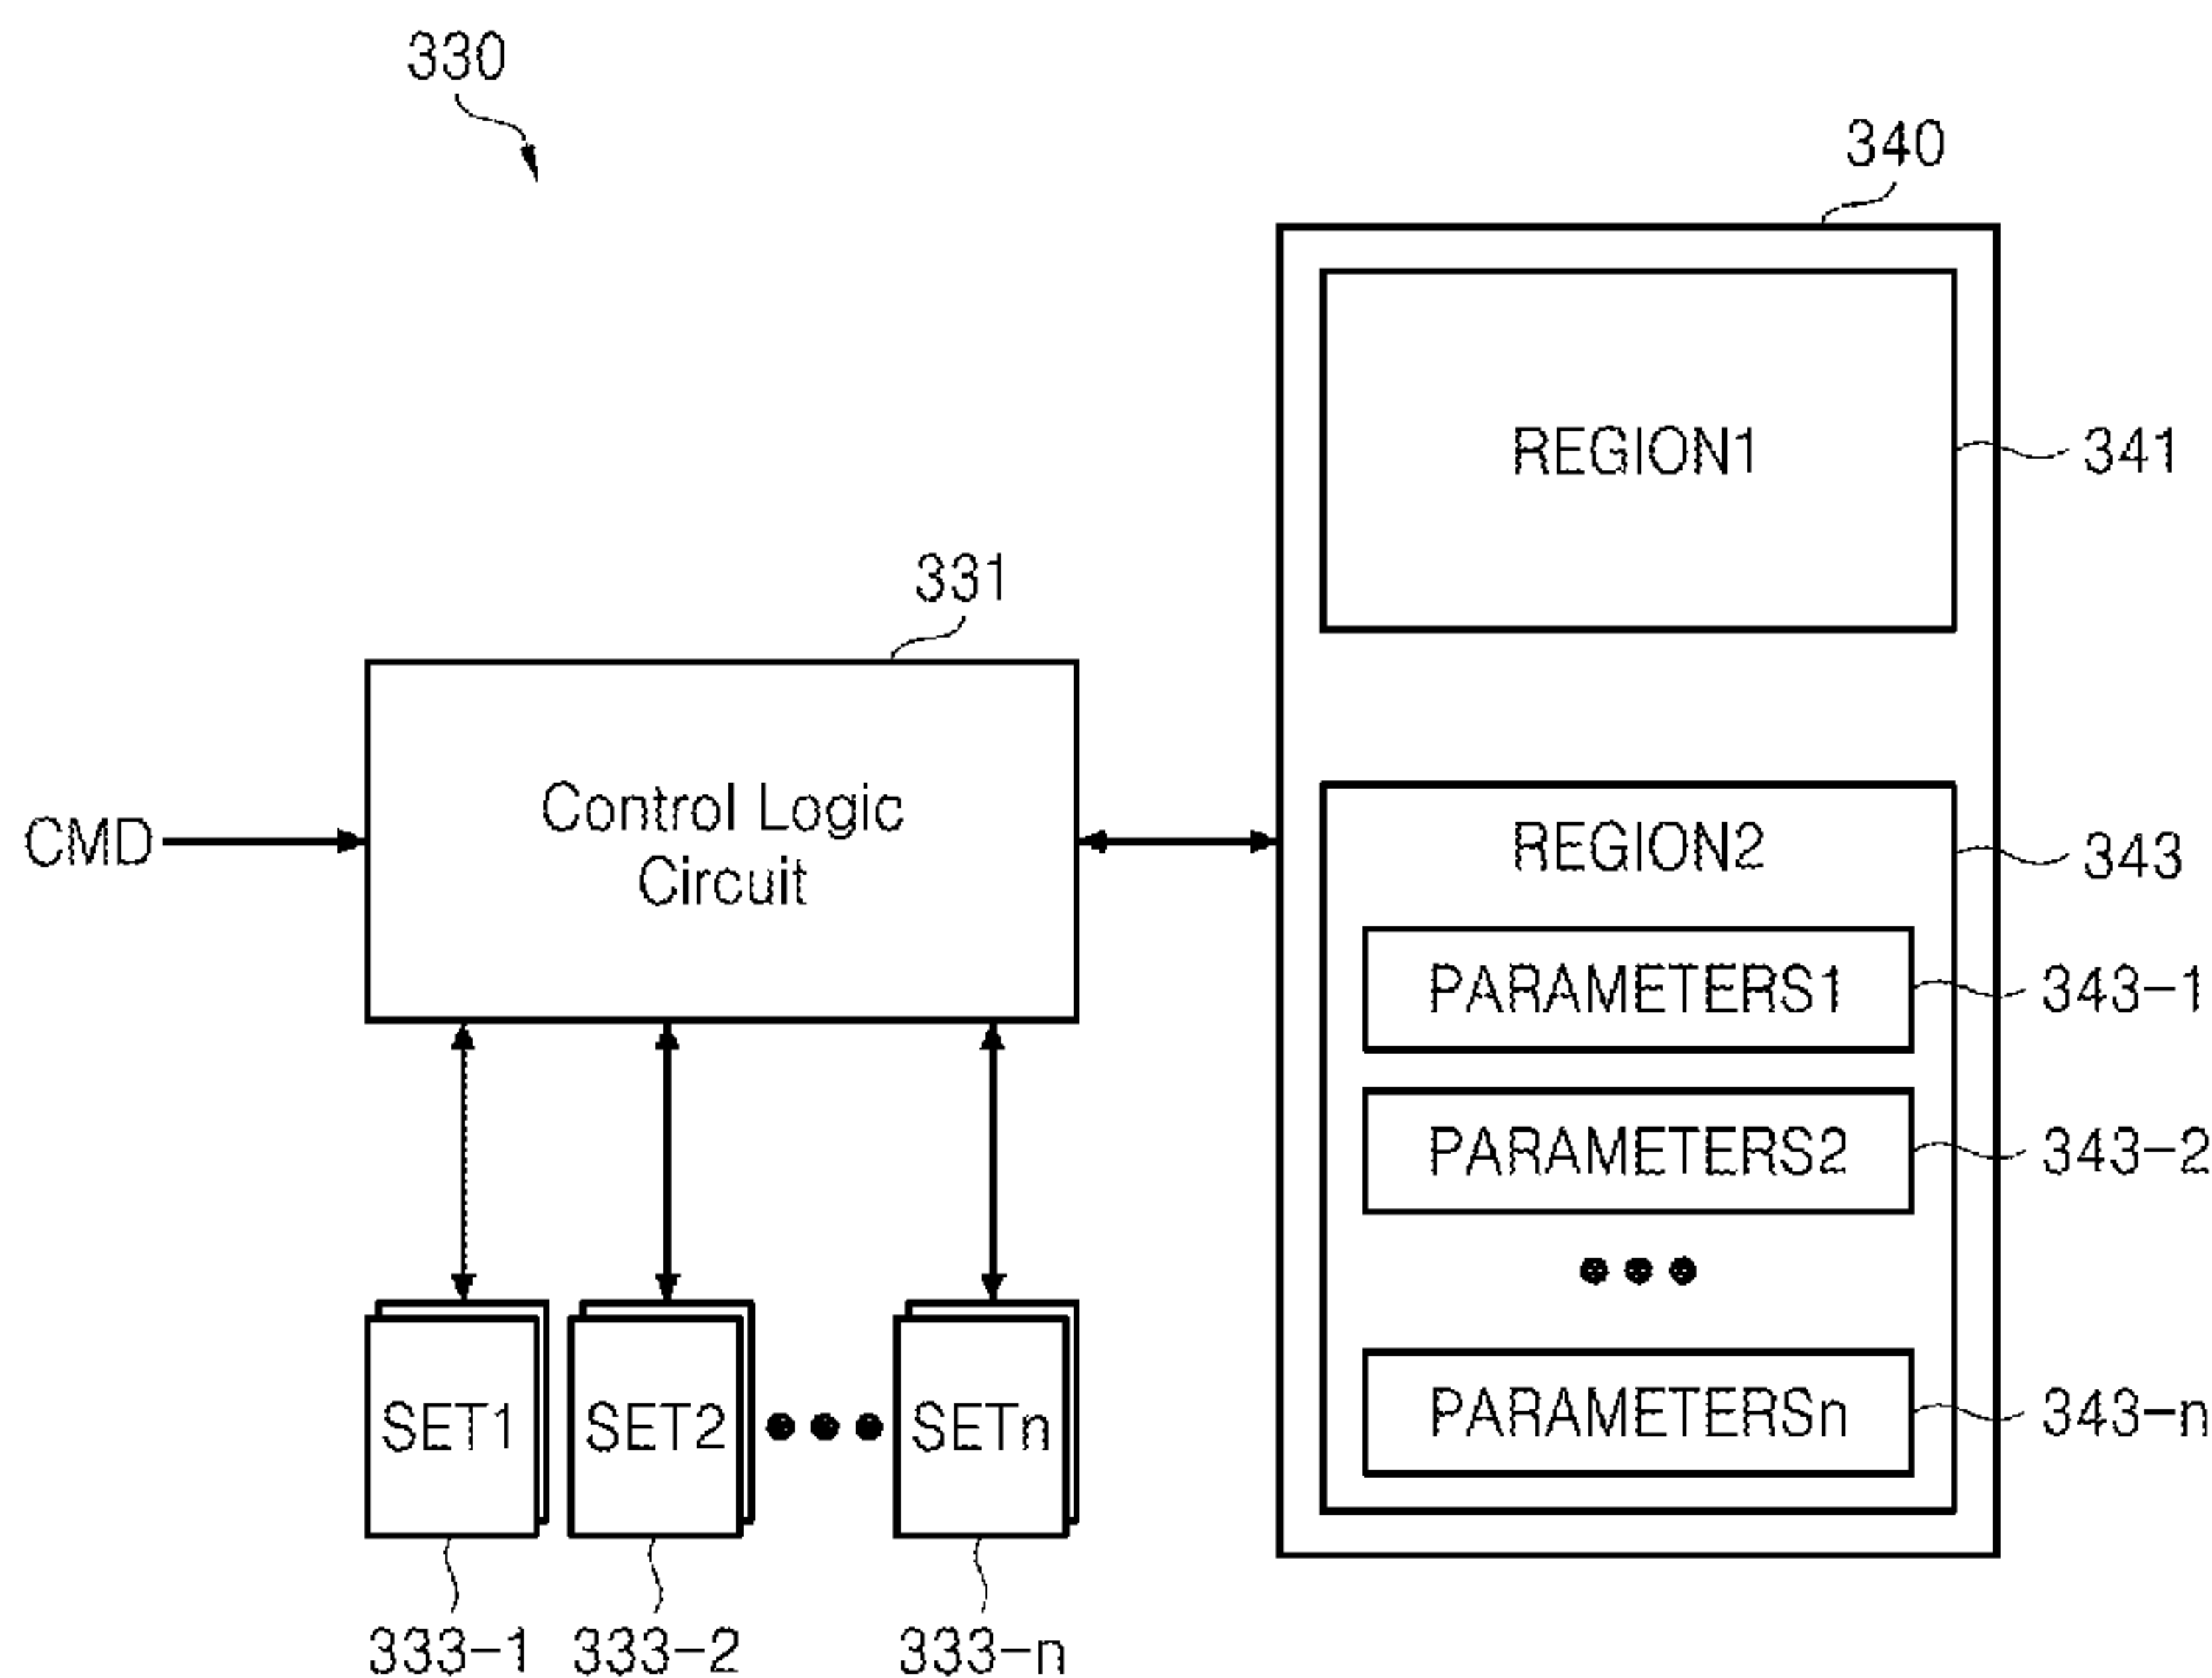 330
340
REGION1
341
331
Control Logic
Circuit
CMD
REGION2
343
PARAMETERS1
343-1
PARAMETERS2
343-2
PARAMETERSn
343-n
SET1
SET2
SETn
333-1
333-2
333-n